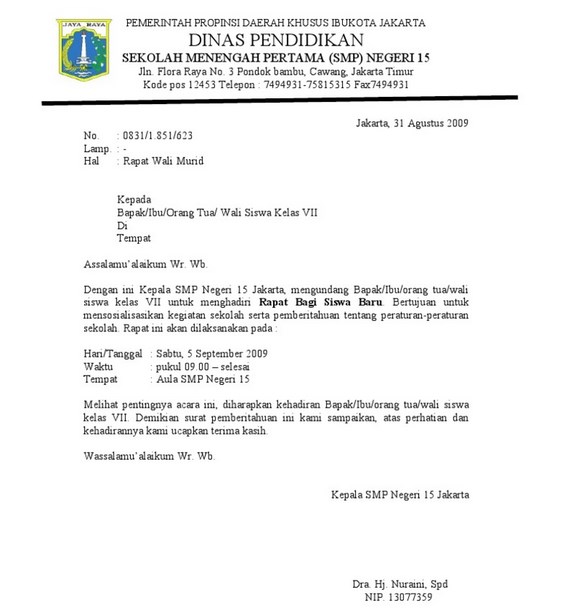 JAYA RAYA
PEMERINTAH PROPINSI DAERAH KHUSUS IBUKOTA JAKARTA
DINAS PENDIDIKAN
SEKOLAH MENENGAH PERTAMA (SMP) NEGERI 15
Jln. Flora Raya No. 3 Pondok bambu, Cawang, Jakarta Timur
Kode pos 12453 Telepon : 7494931-75815315 Fax7494931
Jakarta, 31 Agustus 2009
No. : 0831/1.851/623
Lamp. : -
Hal : Rapat Wali Murid
Kepada
Bapak/Ibu/Orang Tua/ Wali Siswa Kelas VII
Di
Tempat
Assalamu'alaikum Wr. Wb.
Dengan ini Kepala SMP Negeri 15 Jakarta, mengundang Bapak/Ibu/orang tua/wali
siswa kelas VII untuk menghadiri Rapat Bagi Siswa Baru. Bertujuan untuk
mensosialisasikan kegiatan sekolah serta pemberitahuan tentang peraturan-peraturan
sekolah. Rapat ini akan dilaksanakan pada :
Hari/Tanggal : Sabtu, 5 September 2009
Waktu : pukul 09.00 – selesai
Tempat : Aula SMP Negeri 15
Melihat pentingnya acara ini, diharapkan kehadiran Bapak/Ibu/orang tua/wali siswa
kelas VII. Demikian surat pemberitahuan ini kami sampaikan, atas perhatian dan
kehadirannya kami ucapkan terima kasih.
Wassalamu'alaikum Wr. Wb.
Kepala SMP Negeri 15 Jakarta
Dra. Hj. Nuraini, Spd
NIP. 13077359